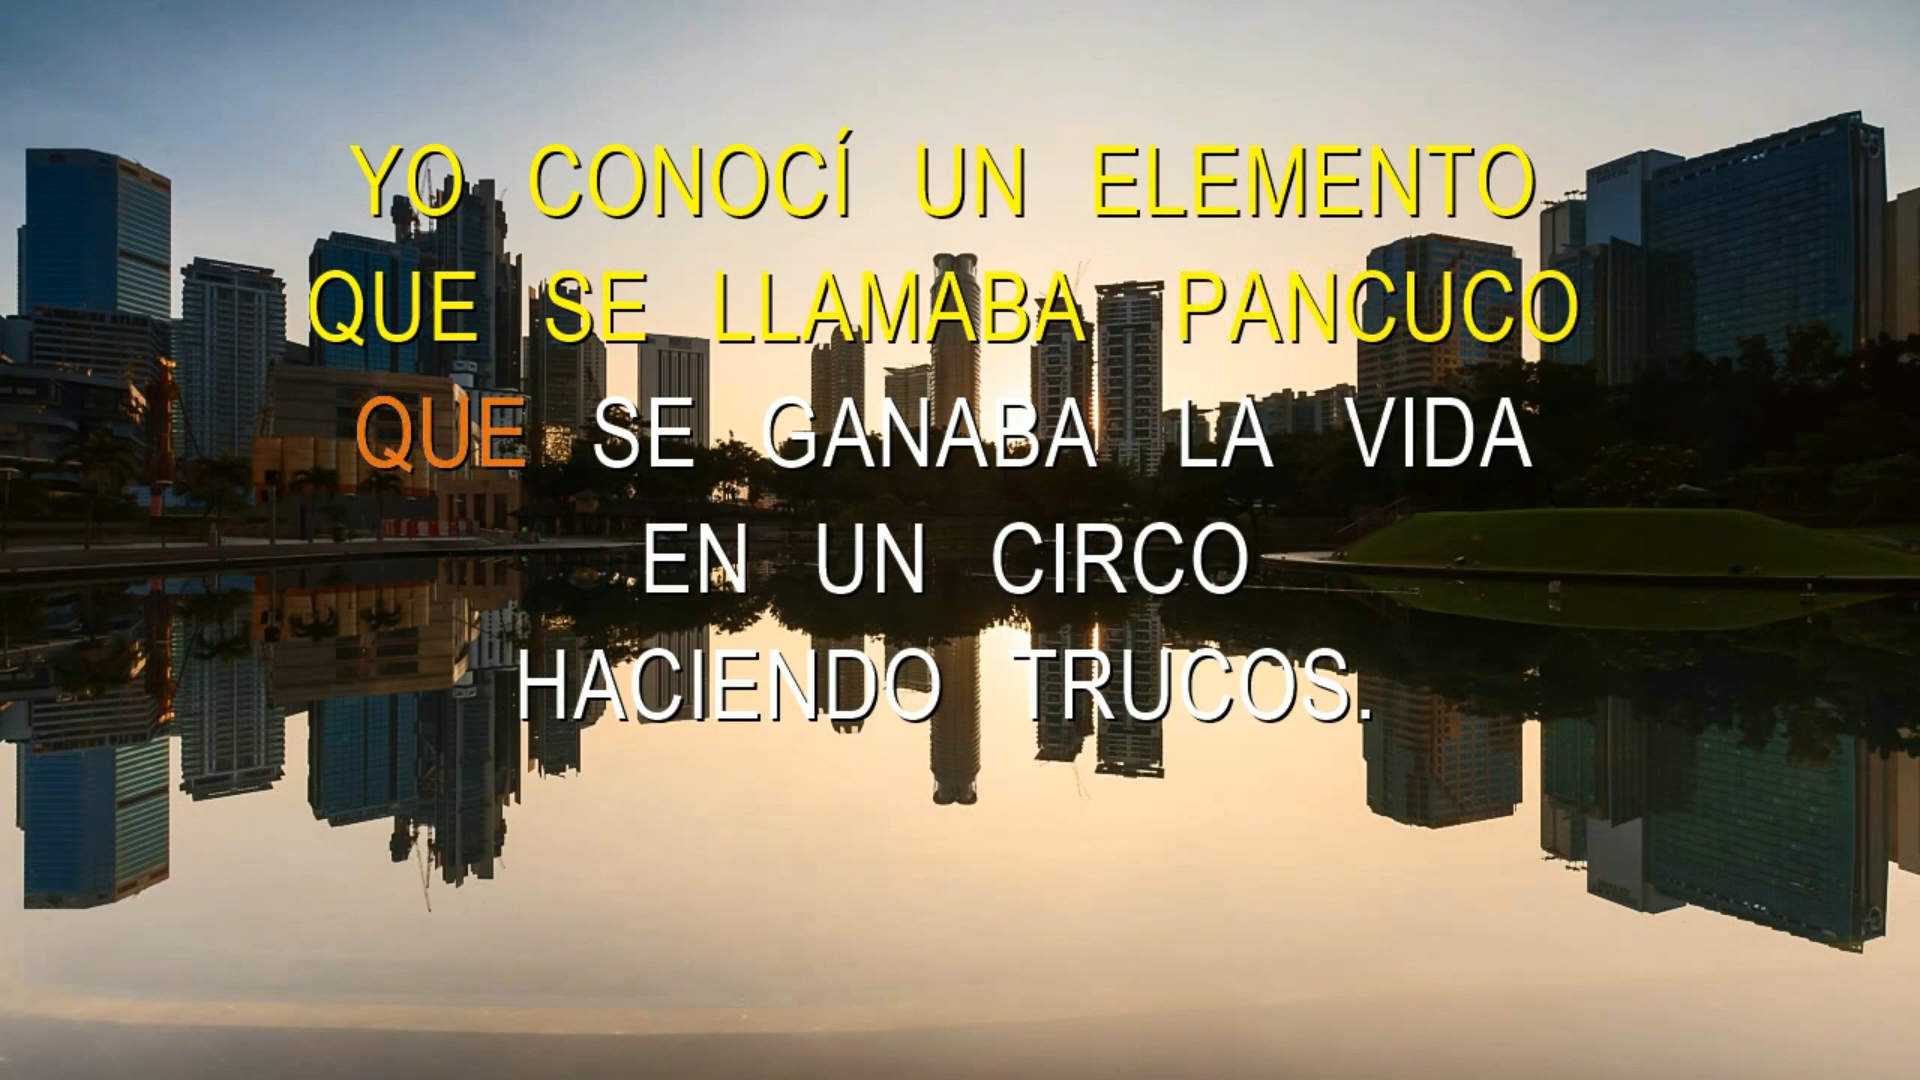 YO CONOCÍ UN ELEMENTO
QUE SE LLAMABA PANCUCO
QUE SE GANABA LA VIDA
EN UN CIRCO
HACIENDO TRUCOS.